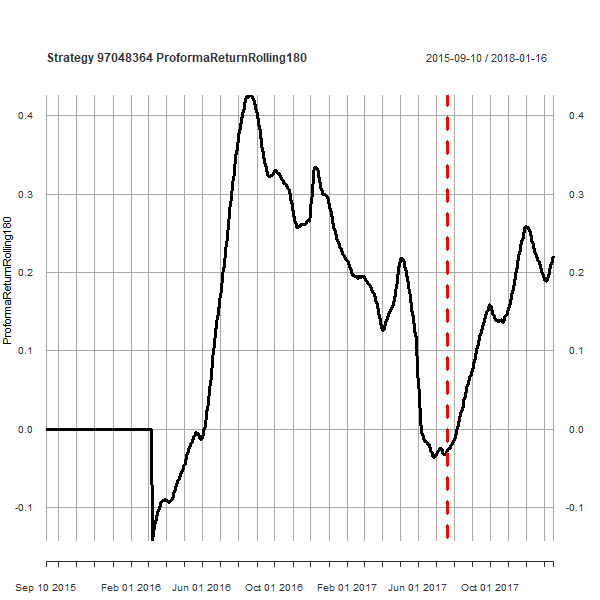 Strategy 97048364 ProformaReturnRolling180
2015-09-10 / 2018-01-16
0.4
0.4
0.3
0.3
0.2
0.2
0.1
0.1
0.0
0.0
-0.1
-0.1
ProformaReturnRolling180
Sep 10 2015
Feb 01 2016
Jun 01 2016
Oct 01 2016
Feb 01 2017
Jun 01 2017
Oct 01 2017